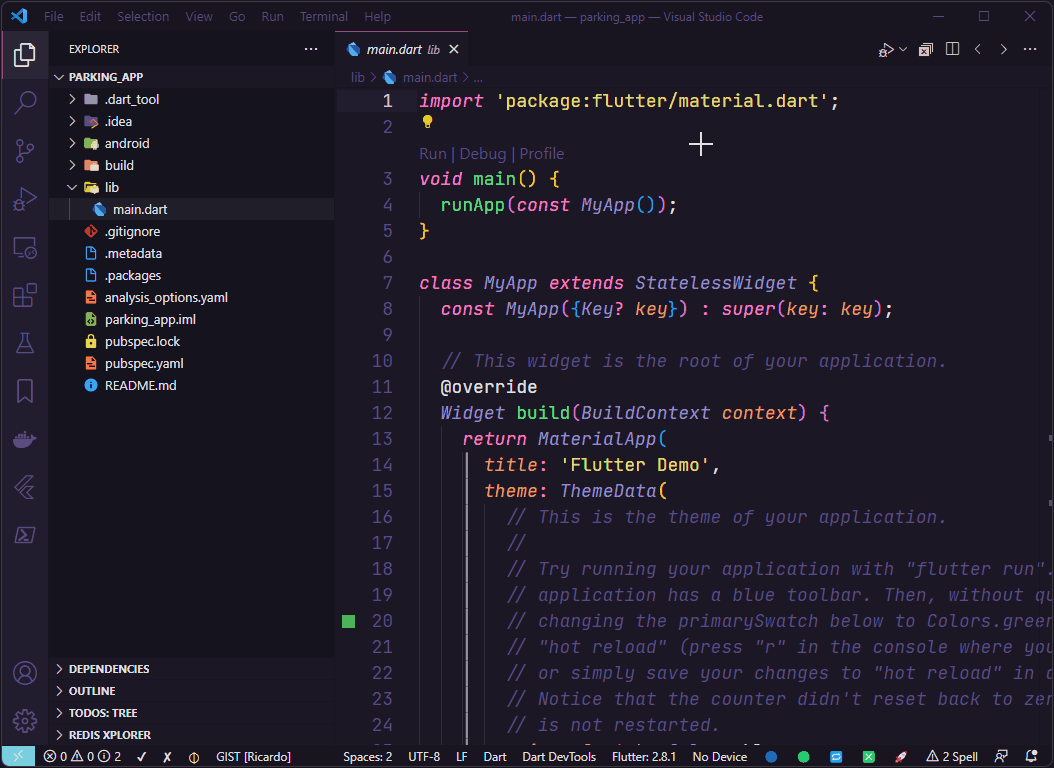 File Edit Selection View Go Run Terminal Help
main.dart — parking_app — Visual Studio Code
EXPLORER
PARKING_APP
.dart_tool
.idea
android
build
lib
main.dart
.gitignore
.metadata
.packages
analysis_options.yaml
parking_app.iml
pubspec.lock
pubspec.yaml
README.md
DEPENDENCIES
OUTLINE
TODOS: TREE
REDIS XPLORER
main.dart lib
lib > main.dart > ...
1 import 'package:flutter/material.dart';
2
Run | Debug | Profile
3 void main() {
4 runApp(const MyApp());
5 }
6
7 class MyApp extends StatelessWidget {
8 const MyApp({Key? key}) : super(key: key);
9
10 // This widget is the root of your application.
11 @override
12 Widget build(BuildContext context) {
13 return MaterialApp(
14 title: 'Flutter Demo',
15 theme: ThemeData(
16 // This is the theme of your application.
17 //
18 // Try running your application with "flutter run".
19 // application has a blue toolbar. Then, without qu
20 // changing the primarySwatch below to Colors.green
21 // "hot reload" (press "r" in the console where you
22 // or simply save your changes to "hot reload" in a
23 // Notice that the counter didn't reset back to zer
24 // is not restarted.
0 0 2 GIST [Ricardo] Spaces: 2 UTF-8 LF Dart Dart DevTools Flutter: 2.8.1 No Device 2 Spell